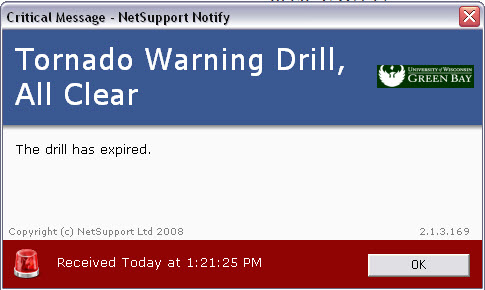 Critical Message - NetSupport Notify
Tornado Warning Drill,
All Clear
UNIVERSITY of WISCONSIN
GREEN BAY
The drill has expired.
Copyright (c) NetSupport Ltd 2008
2.1.3.169
Received Today at 1:21:25 PM
OK